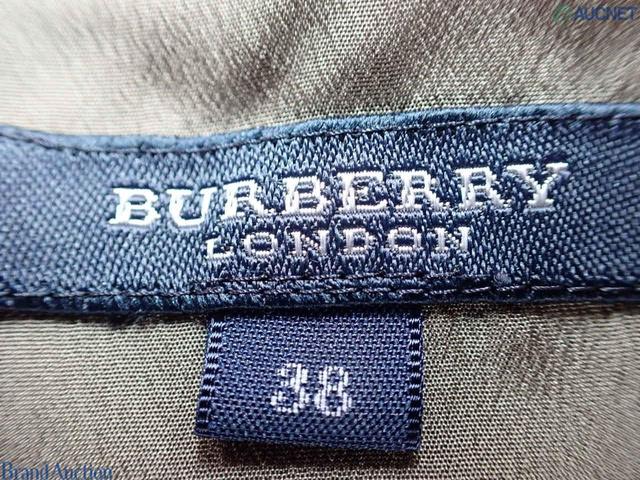 AUCNET
BURBERRY
LONDON
38
Brand Auction